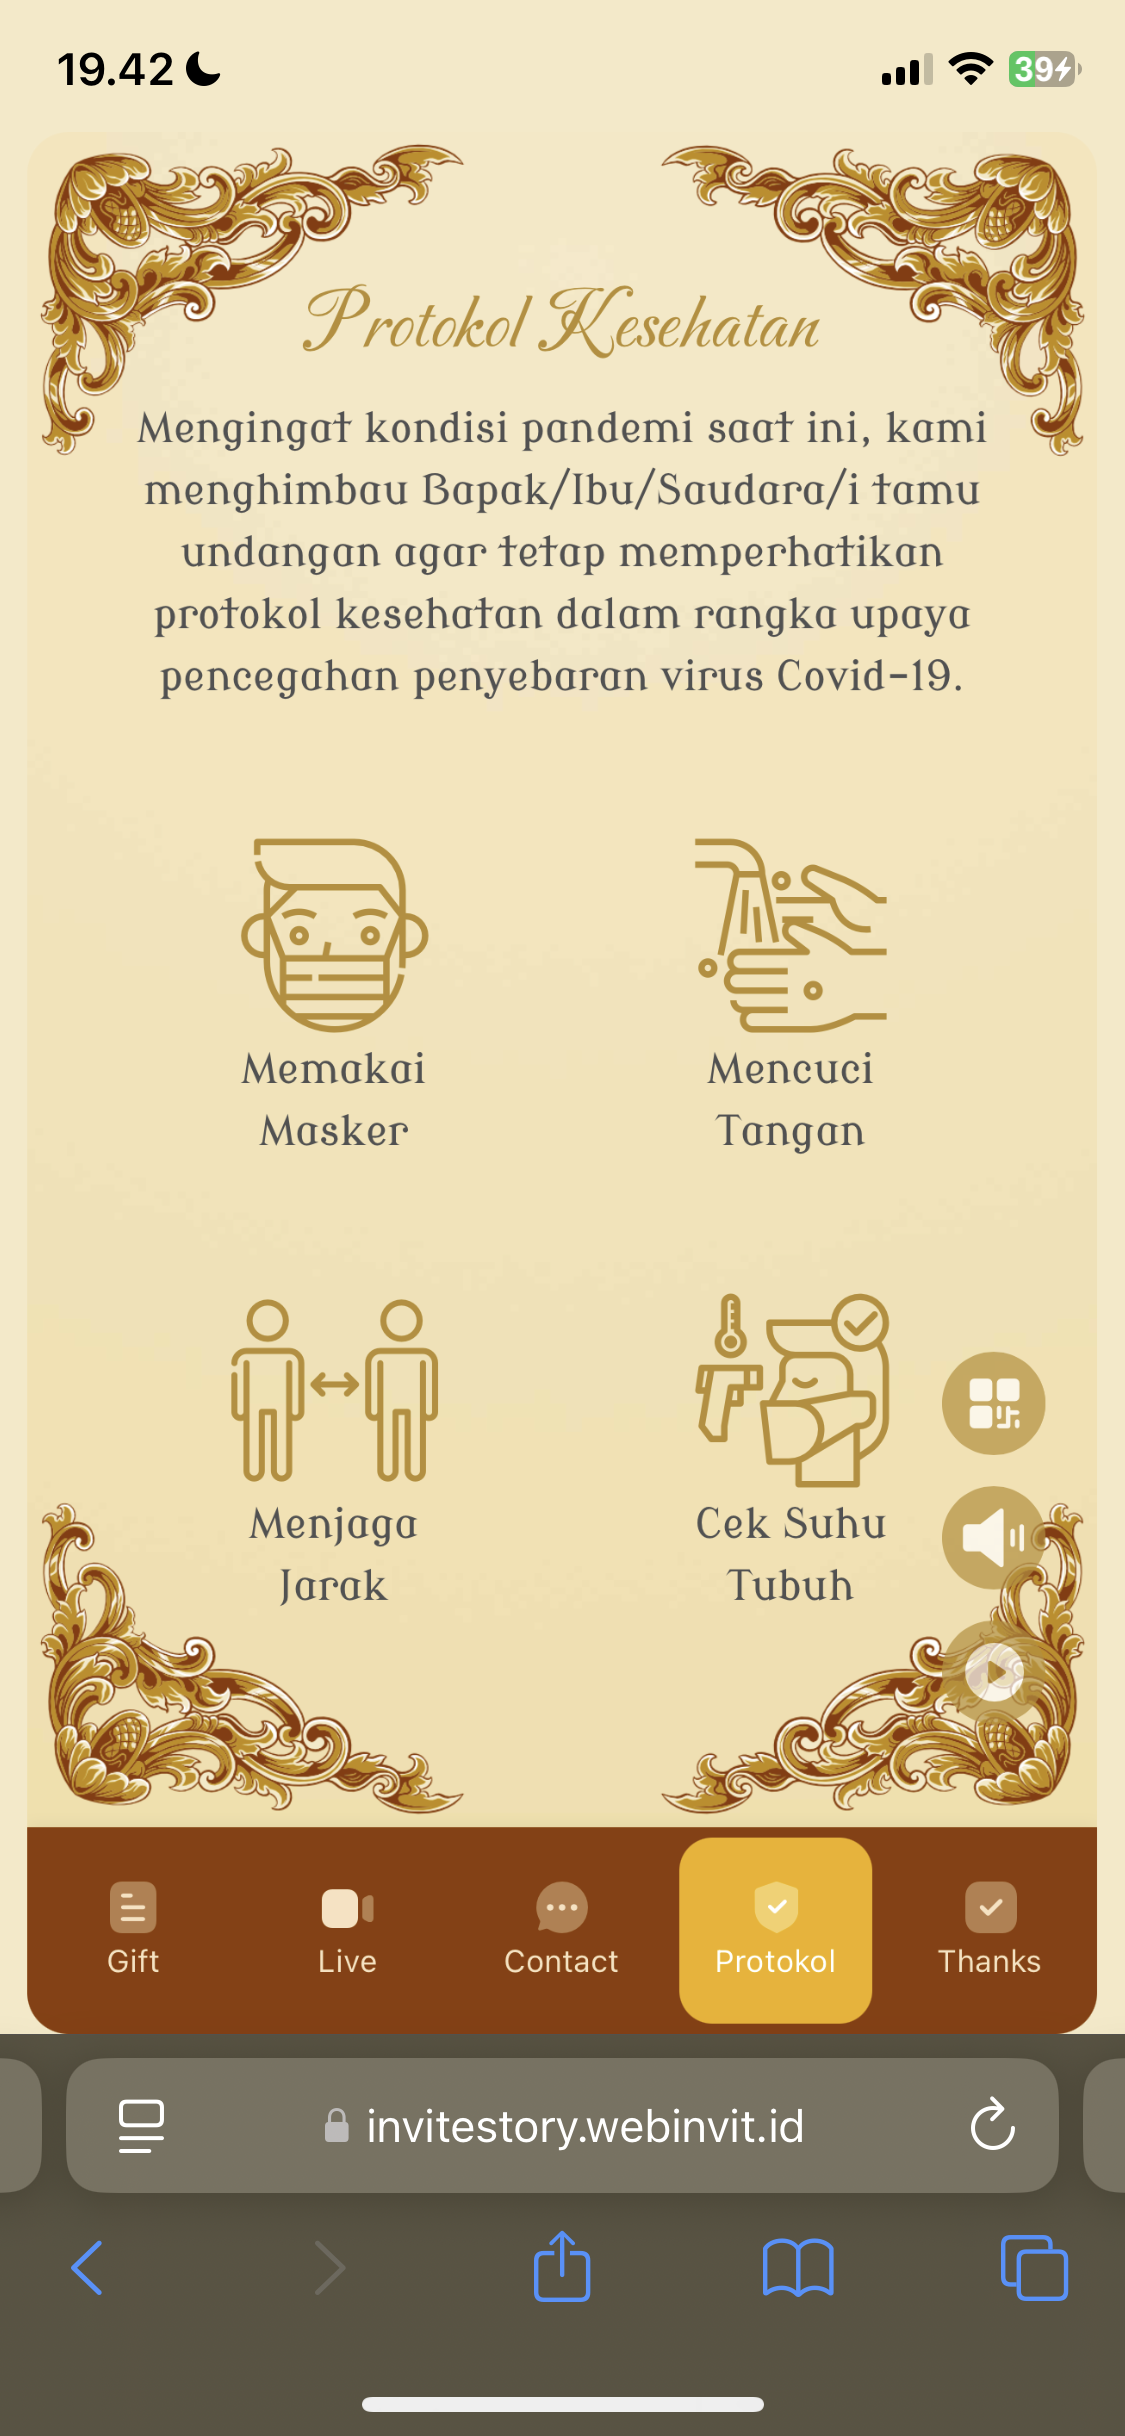 19.42
39
Protokol Kesehatan
Mengingat kondisi pandemi saat ini, kami
menghimbau Bapak/Ibu/Saudara/i tamu
undangan agar tetap memperhatikan
protokol kesehatan dalam rangka upaya
pencegahan penyebaran virus Covid-19.
Memakai
Masker
Mencuci
Tangan
Menjaga
Jarak
Cek Suhu
Tubuh
Gift
Live
Contact
Protokol
Thanks
invitestory.webinvit.id